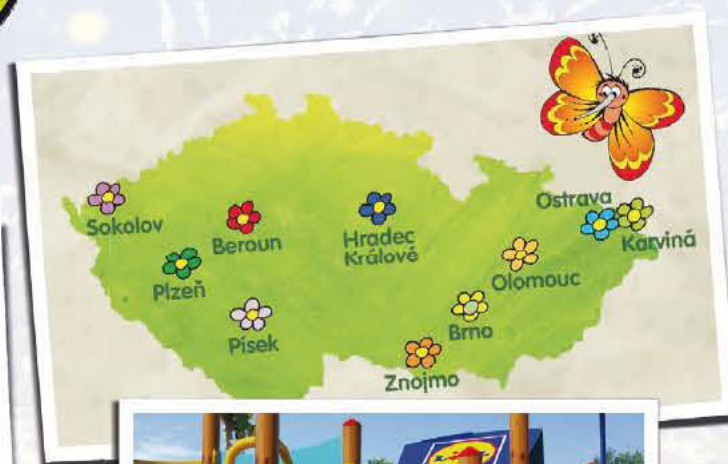 Sokolov
Beroun
Hradec
Králové
Ostrava
Karviná
Plzeň
Olomouc
Písek
Brno
Znojmo